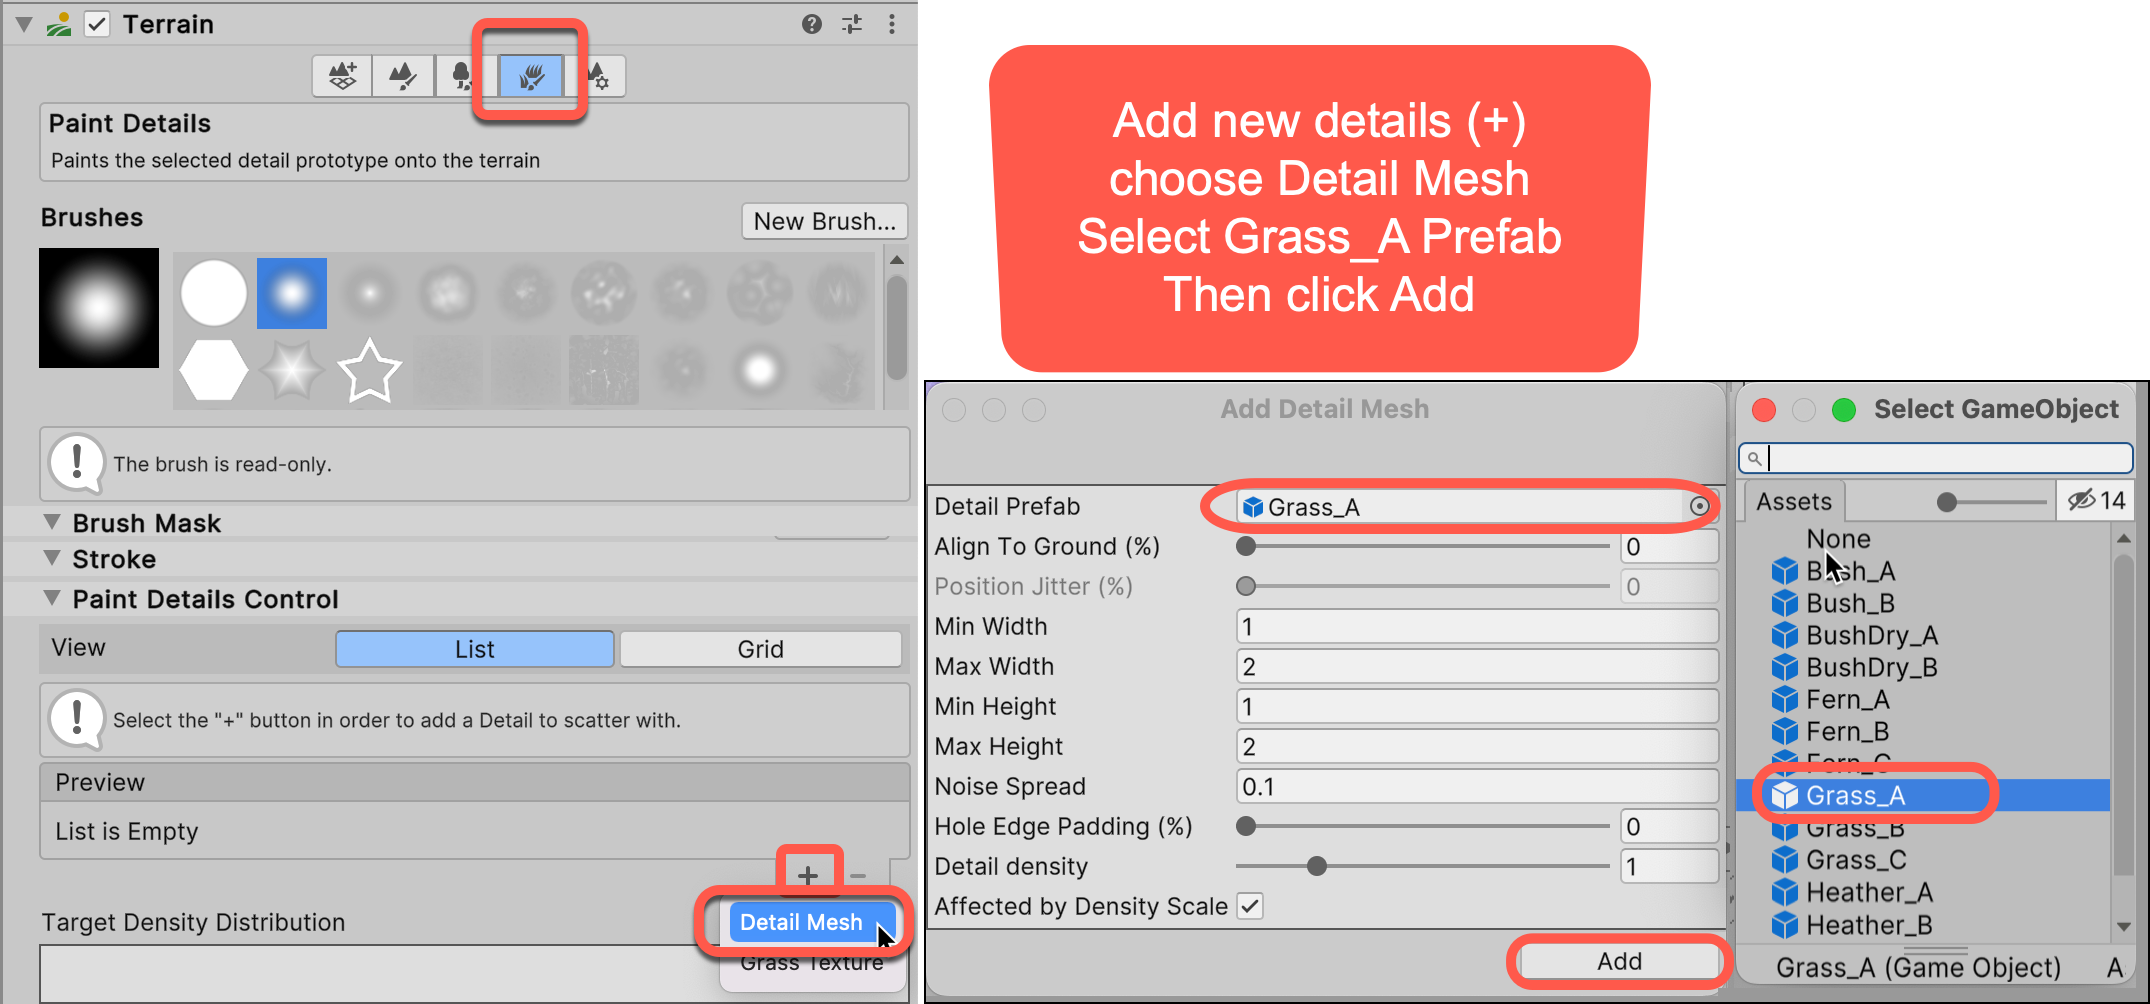 Terrain
Paint Details
Paints the selected detail prototype onto the terrain
Brushes
New Brush...
The brush is read-only.
Brush Mask
Stroke
Paint Details Control
View
List
Grid
Select the "+" button in order to add a Detail to scatter with.
Preview
List is Empty
Target Density Distribution
Detail Mesh
Grass Texture
Add new details (+)
choose Detail Mesh
Select Grass_A Prefab
Then click Add
Add Detail Mesh
Detail Prefab Grass_A
Align To Ground (%) 0
Position Jitter (%) 0
Min Width 1
Max Width 2
Min Height 1
Max Height 2
Noise Spread 0.1
Hole Edge Padding (%) 0
Detail density 1
Affected by Density Scale
Add
Select GameObject
Assets
14
None
Bush_A
Bush_B
BushDry_A
BushDry_B
Fern_A
Fern_B
Fern_C
Grass_A
Grass_B
Grass_C
Heather_A
Heather_B
Grass_A (Game Object) A